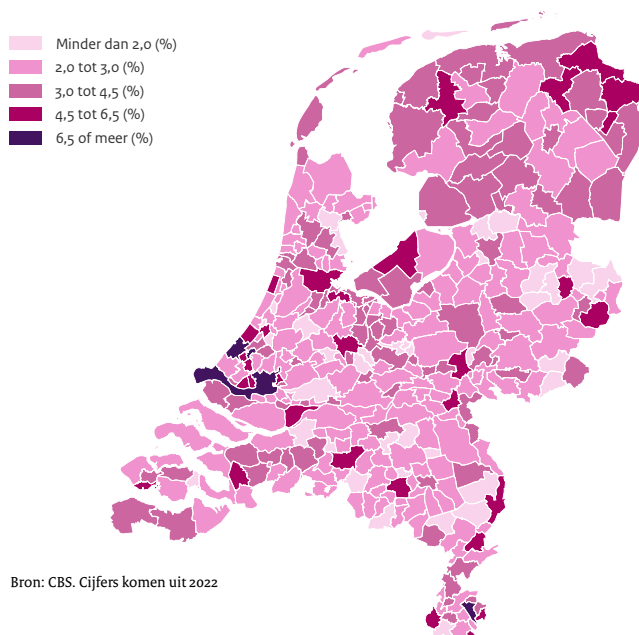 Minder dan 2,0 (%)
2,0 tot 3,0 (%)
3,0 tot 4,5 (%)
4,5 tot 6,5 (%)
6,5 of meer (%)
Bron: CBS. Cijfers komen uit 2022